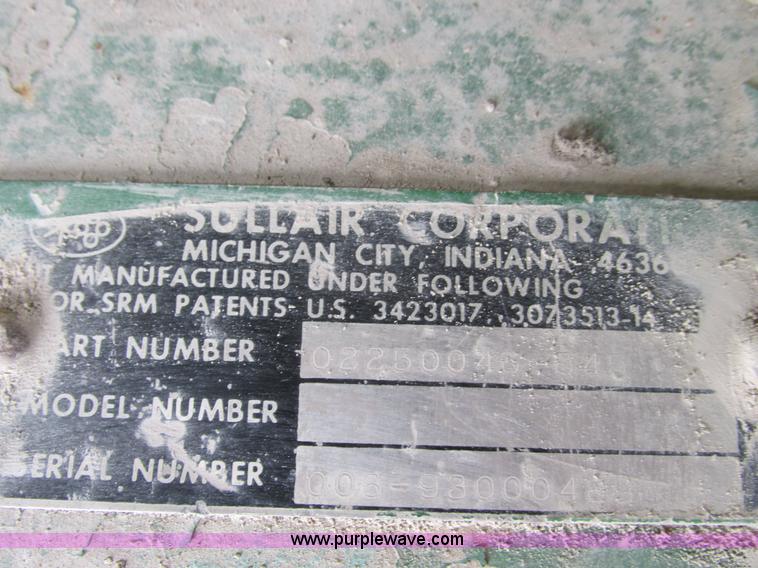 SULLAIR CORPORATI
MICHIGAN CITY, INDIANA 4636
MANUFACTURED UNDER FOLLOWING
OR SRM PATENTS- U.S. 3423017 , 3073513-14
ART NUMBER
MODEL NUMBER
SERIAL NUMBER
www.purplewave.com